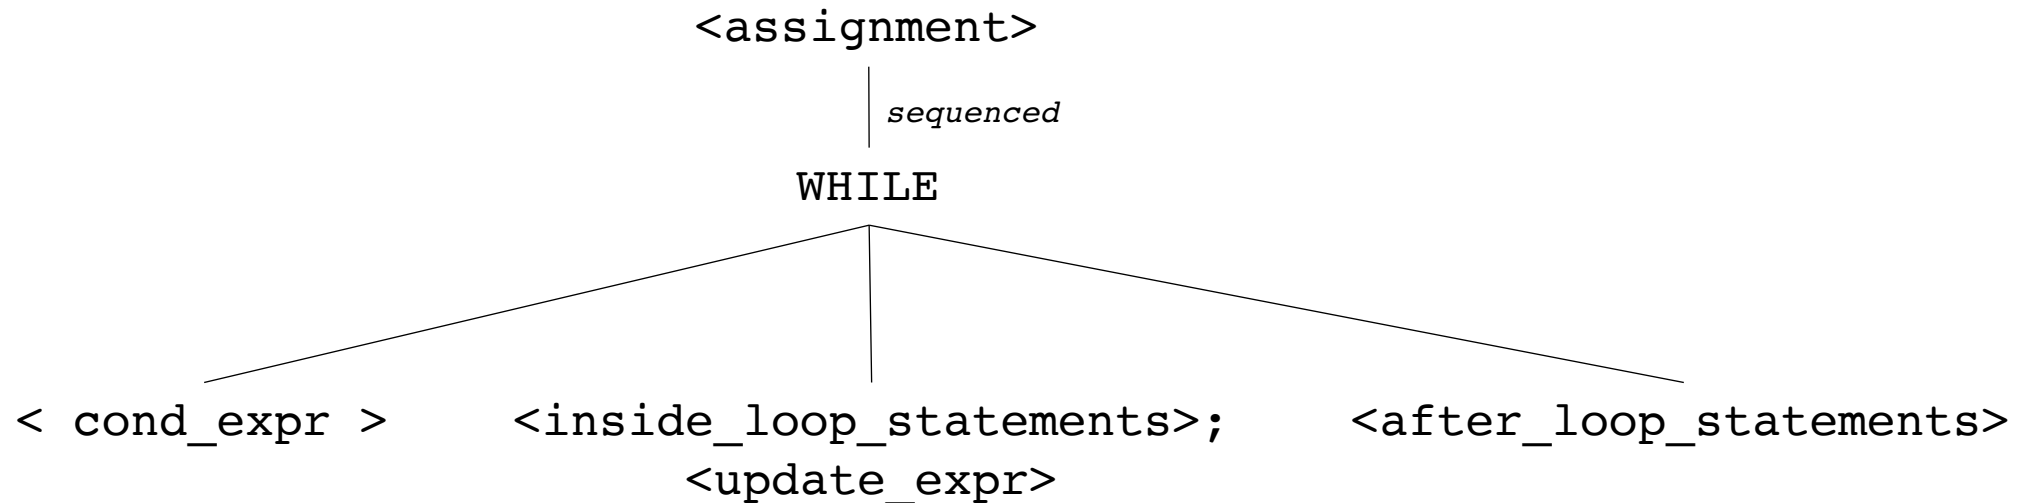 <assignment>
sequenced
WHILE
< cond_expr > <inside_loop_statements>; <after_loop_statements>
<update_expr>